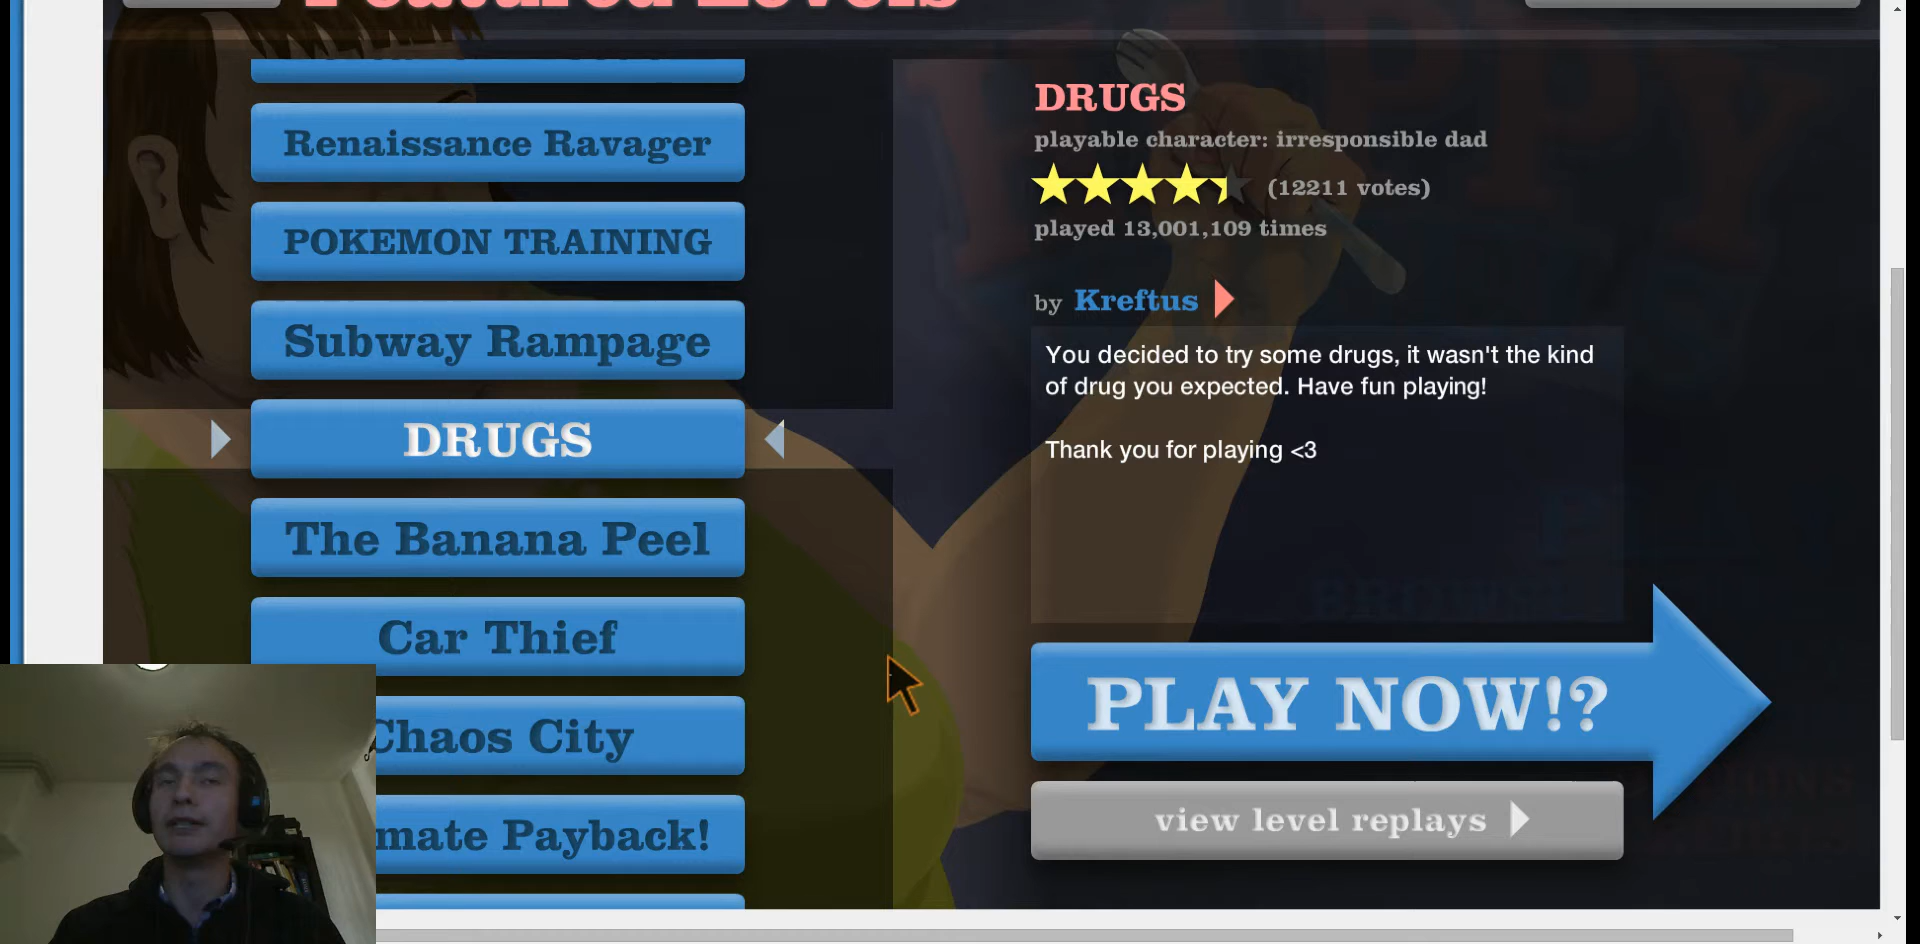 Featured Levels
Renaissance Ravager
POKEMON TRAINING
Subway Rampage
DRUGS
The Banana Peel
Car Thief
Chaos City
mate Payback!
DRUGS
playable character: irresponsible dad
(12211 votes)
played 13,001,109 times
by Kreftus
You decided to try some drugs, it wasn't the kind
of drug you expected. Have fun playing!
Thank you for playing <3
PLAY NOW!?
view level replays